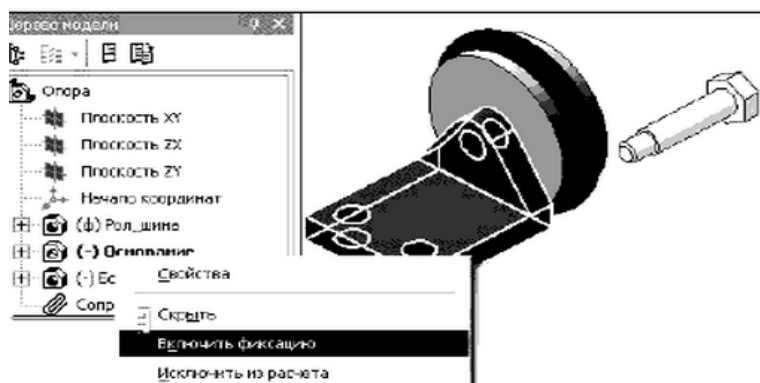 Дерево модели
Опора
Плоскость XY
Плоскость ZX
Плоскость ZY
Начало координат
(ф) Рол_шина
(-) Основание
(-) Бс
Сопр
Свойства
Скрыть
Включить фиксацию
Исключить из расчета